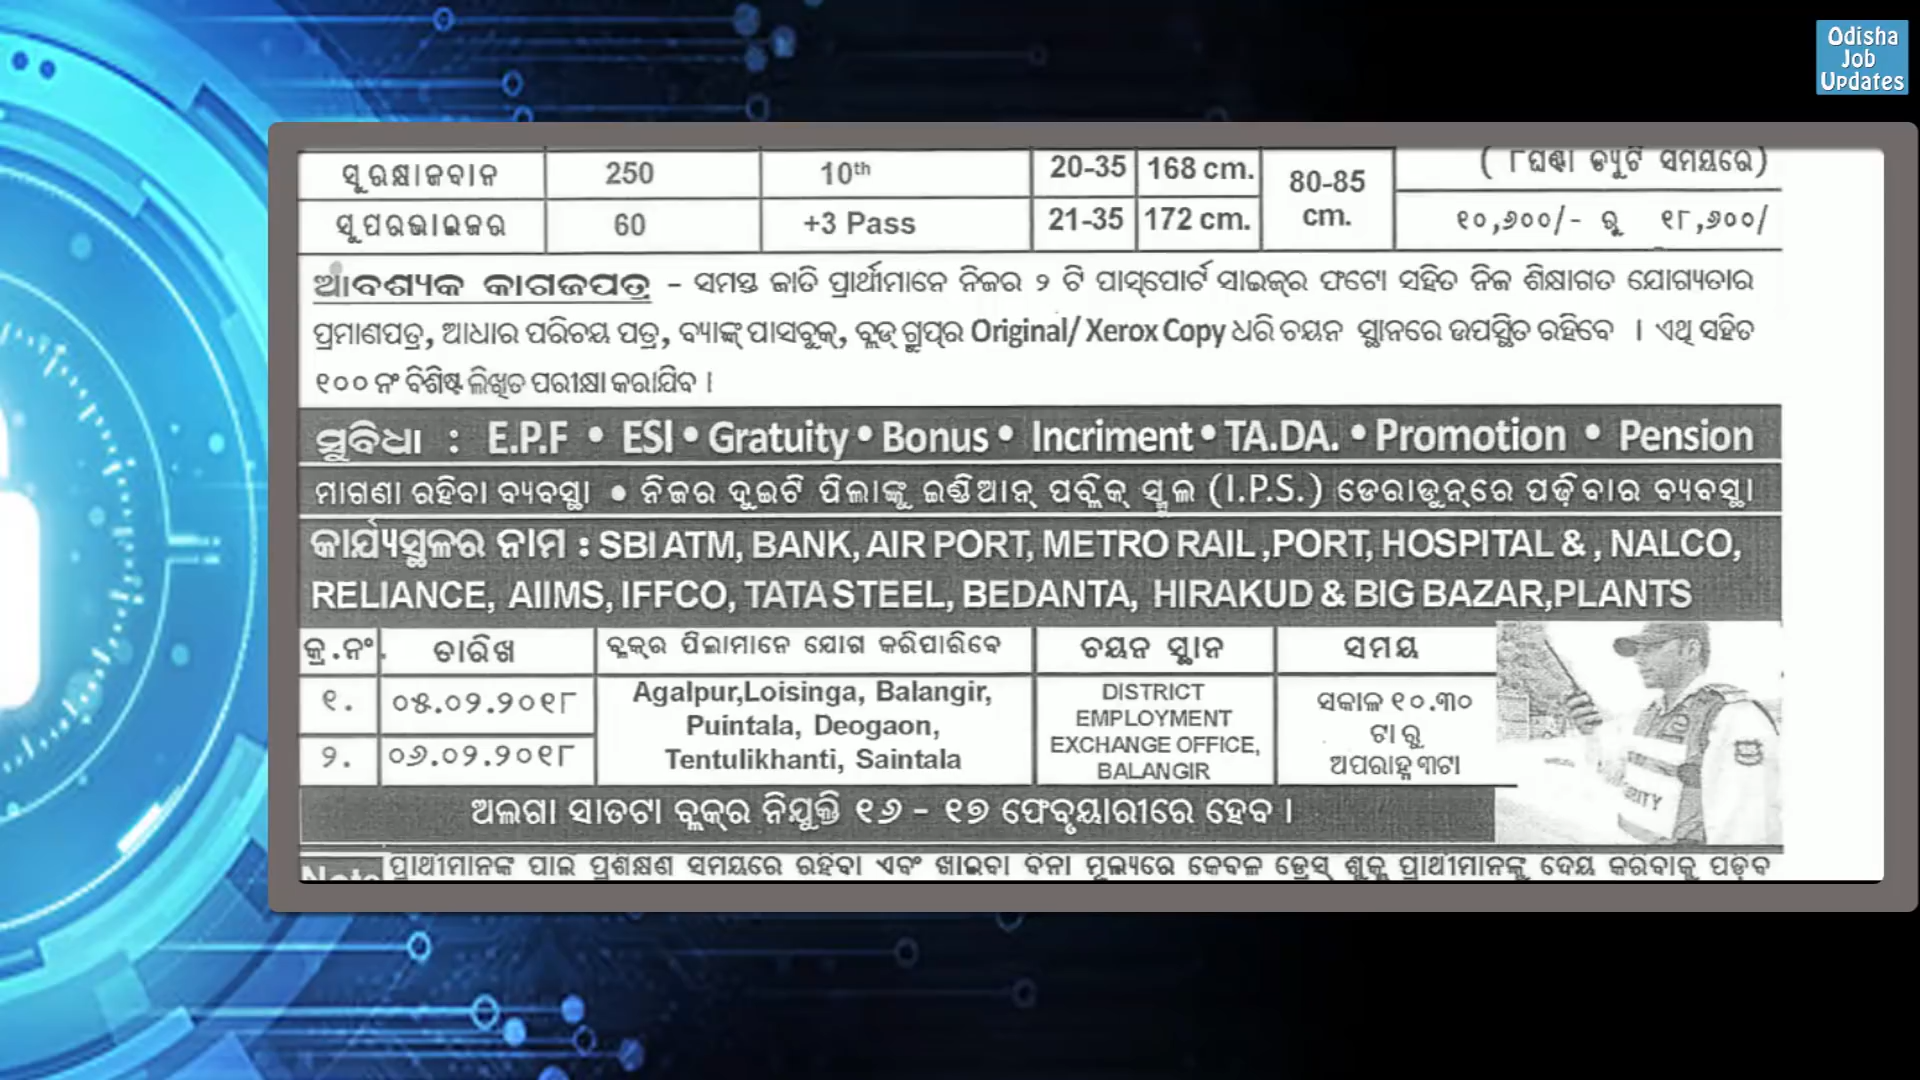 Odisha
Job
Updates
ସୁରକ୍ଷାଜବାନ 250 10th 20-35 168 cm. 80-85 cm. (୮ଘଣ୍ଟା ଡ୍ୟୁଟି ସମୟରେ)
ସୁପରଭାଇଜର 60 +3 Pass 21-35 172 cm. ୧୦,୬୦୦/- ରୁ ୧୮,୬୦୦/
ଆବଶ୍ୟକ କାଗଜପତ୍ର - ସମସ୍ତ ଜାତି ପ୍ରାର୍ଥୀମାନେ ନିଜର ୨ ଟି ପାସ୍‌ପୋର୍ଟ ସାଇଜ୍‌ର ଫଟୋ ସହିତ ନିଜ ଶିକ୍ଷାଗତ ଯୋଗ୍ୟତାର
ପ୍ରମାଣପତ୍ର, ଆଧାର ପରିଚୟ ପତ୍ର, ବ୍ୟାଙ୍କ୍ ପାସବୁକ୍, ବ୍ଲଡ୍ ଗ୍ରୁପ୍‌ର Original/ Xerox Copy ଧରି ଚୟନ ସ୍ଥାନରେ ଉପସ୍ଥିତ ରହିବେ । ଏଥି ସହିତ
୧୦୦ ନଂ ବିଶିଷ୍ଟ ଲିଖିତ ପରୀକ୍ଷା କରାଯିବ ।
ସୁବିଧା : E.P.F • ESI • Gratuity • Bonus • Incriment • TA.DA. • Promotion • Pension
ମାଗଣା ରହିବା ବ୍ୟବସ୍ଥା • ନିଜର ଦୁଇଟି ପିଲାଙ୍କୁ ଇଣ୍ଡିଆନ୍ ପବ୍ଲିକ୍ ସ୍କୁଲ (I.P.S.) ଡେରାଡୁନ୍‌ରେ ପଢ଼ିବାର ବ୍ୟବସ୍ଥା
କାର୍ଯ୍ୟସ୍ଥଳର ନାମ : SBI ATM, BANK, AIR PORT, METRO RAIL ,PORT, HOSPITAL & , NALCO,
RELIANCE, AIIMS, IFFCO, TATA STEEL, BEDANTA, HIRAKUD & BIG BAZAR,PLANTS
କ୍ର.ନଂ. ତାରିଖ ବ୍ଲକ୍‌ର ପିଲାମାନେ ଯୋଗ କରିପାରିବେ ଚୟନ ସ୍ଥାନ ସମୟ
୧. ୦୫.୦୨.୨୦୧୮
୨. ୦୬.୦୨.୨୦୧୮
Agalpur,Loisinga, Balangir,
Puintala, Deogaon,
Tentulikhanti, Saintala
DISTRICT
EMPLOYMENT
EXCHANGE OFFICE,
BALANGIR
ସକାଳ ୧୦.୩୦
ଟା ରୁ
ଅପରାହ୍ନ ୩ଟା
ଅଲଗା ସାତଟା ବ୍ଲକ୍‌ର ନିଯୁକ୍ତି ୧୬ - ୧୭ ଫେବୃୟାରୀରେ ହେବ ।
Note ପ୍ରାର୍ଥୀମାନଙ୍କ ପାଇଁ ପ୍ରଶିକ୍ଷଣ ସମୟରେ ରହିବା ଏବଂ ଖାଇବା ବିନା ମୂଲ୍ୟରେ କେବଳ ଡ୍ରେସ୍ ଶୁଳ୍କ ପ୍ରାର୍ଥୀମାନଙ୍କୁ ଦେୟ କରିବାକୁ ପଡ଼ିବ